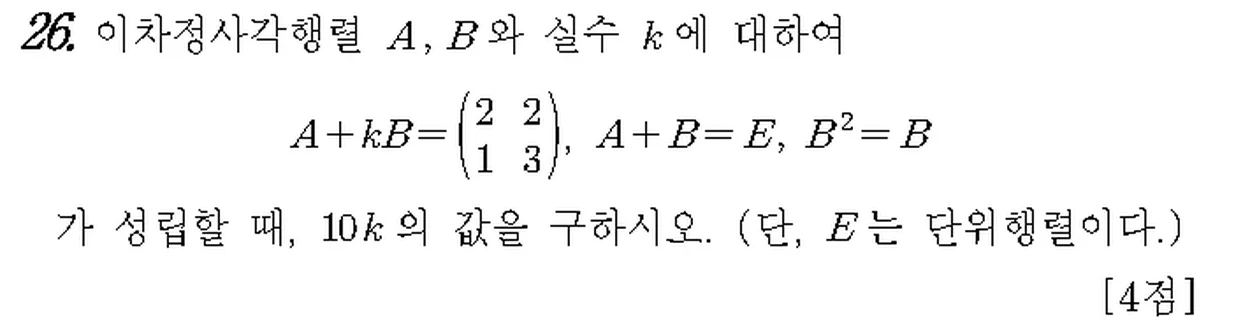 26. 이차정사각행렬 A, B와 실수 k에 대하여
A+kB=(2 2
1 3), A+B=E, B²=B
가 성립할 때, 10k의 값을 구하시오. (단, E는 단위행렬이다.)
[4점]